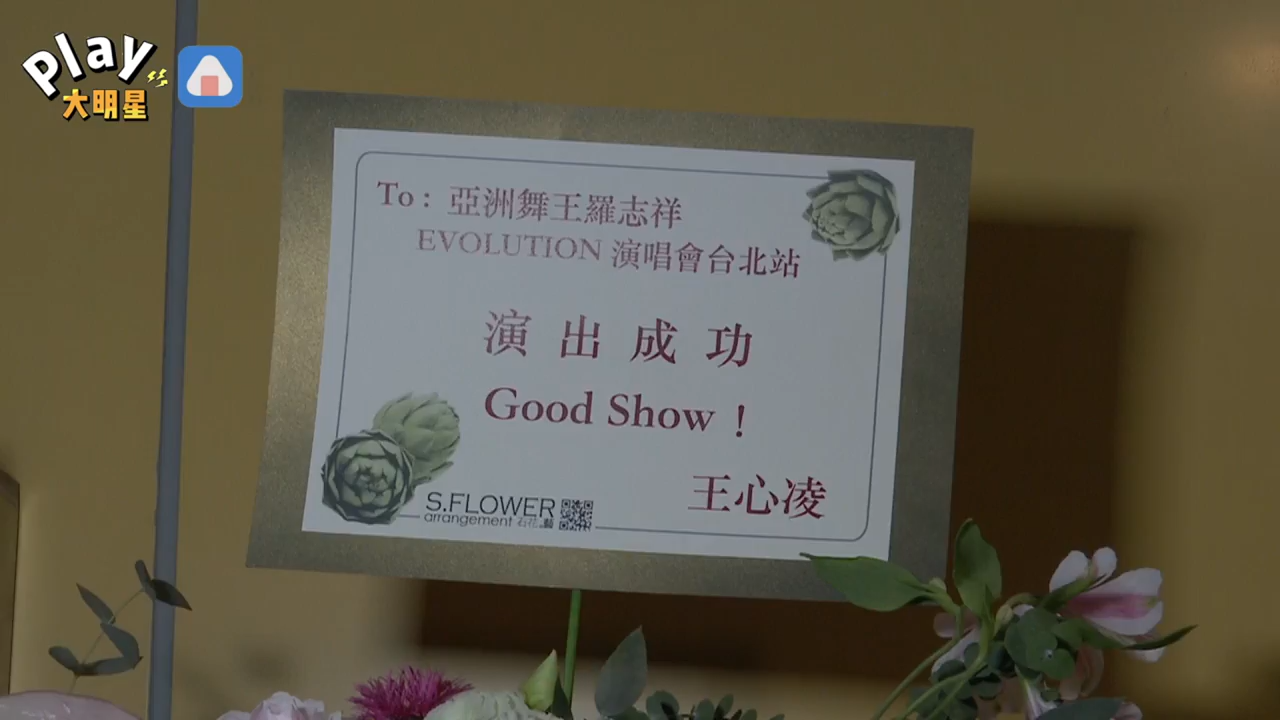 Play
大明星
To : 亞洲舞王羅志祥
EVOLUTION 演唱會台北站
演出成功
Good Show !
王心凌
S.FLOWER
arrangement 石花藝